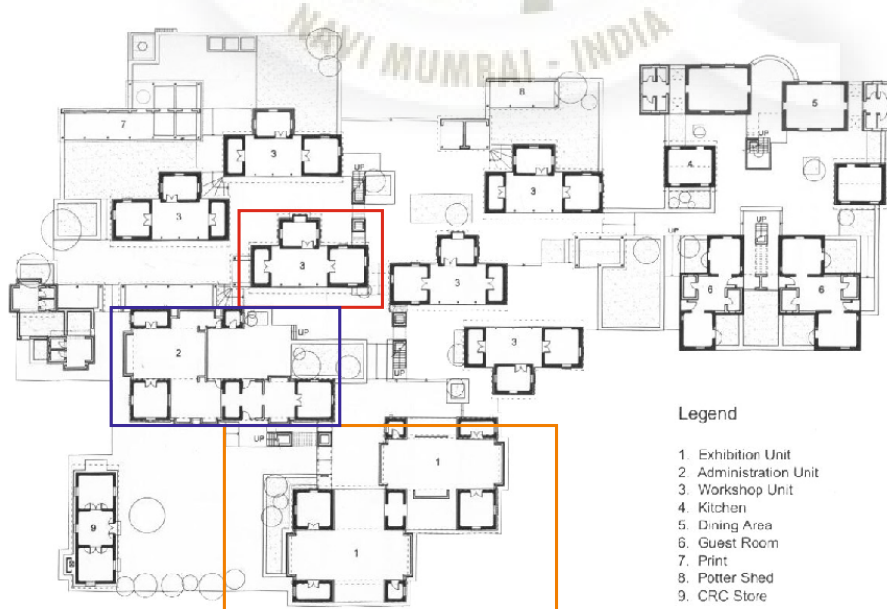 NAVI MUMBAI - INDIA
8
5
7
UP
3
UP
4
3
3
UP
3
UP
3
6
6
UP
2
3
UP
1
9
1
Legend
1. Exhibition Unit
2. Administration Unit
3. Workshop Unit
4. Kitchen
5. Dining Area
6. Guest Room
7. Print
8. Potter Shed
9. CRC Store